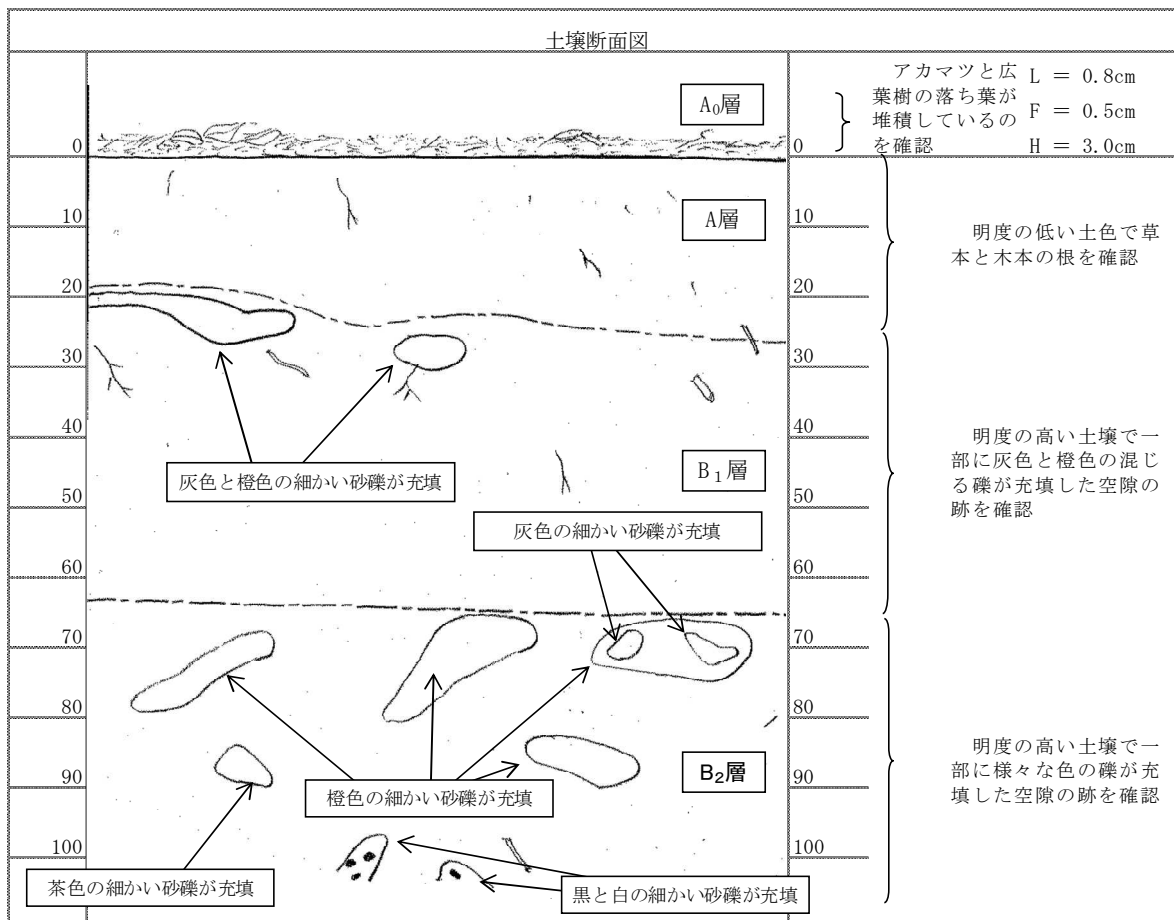 土壌断面図
A₀層
アカマツと広
葉樹の落ち葉が
堆積しているの
を確認
L = 0.8cm
F = 0.5cm
H = 3.0cm
0
0
A層
10
10
明度の低い土色で草
本と木本の根を確認
20
20
30
30
灰色と橙色の細かい砂礫が充填
40
40
B₁層
明度の高い土壌で一
部に灰色と橙色の混じ
る礫が充填した空隙の
跡を確認
50
50
灰色の細かい砂礫が充填
60
60
70
70
80
80
B₂層
明度の高い土壌で一
部に様々な色の礫が充
填した空隙の跡を確認
90
90
橙色の細かい砂礫が充填
100
100
茶色の細かい砂礫が充填
黒と白の細かい砂礫が充填